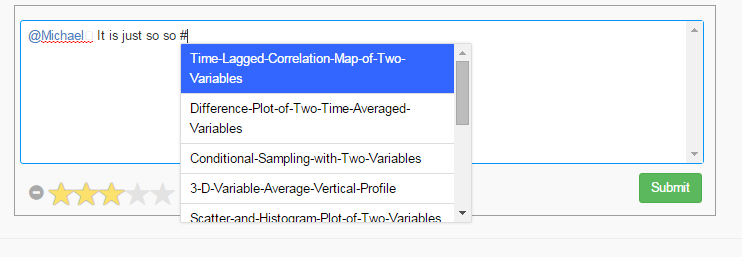 @Michael It is just so so #
Time-Lagged-Correlation-Map-of-Two-
Variables
Difference-Plot-of-Two-Time-Averaged-
Variables
Conditional-Sampling-with-Two-Variables
3-D-Variable-Average-Vertical-Profile
Scatter-and-Histogram-Plot-of-Two-Variables
Submit